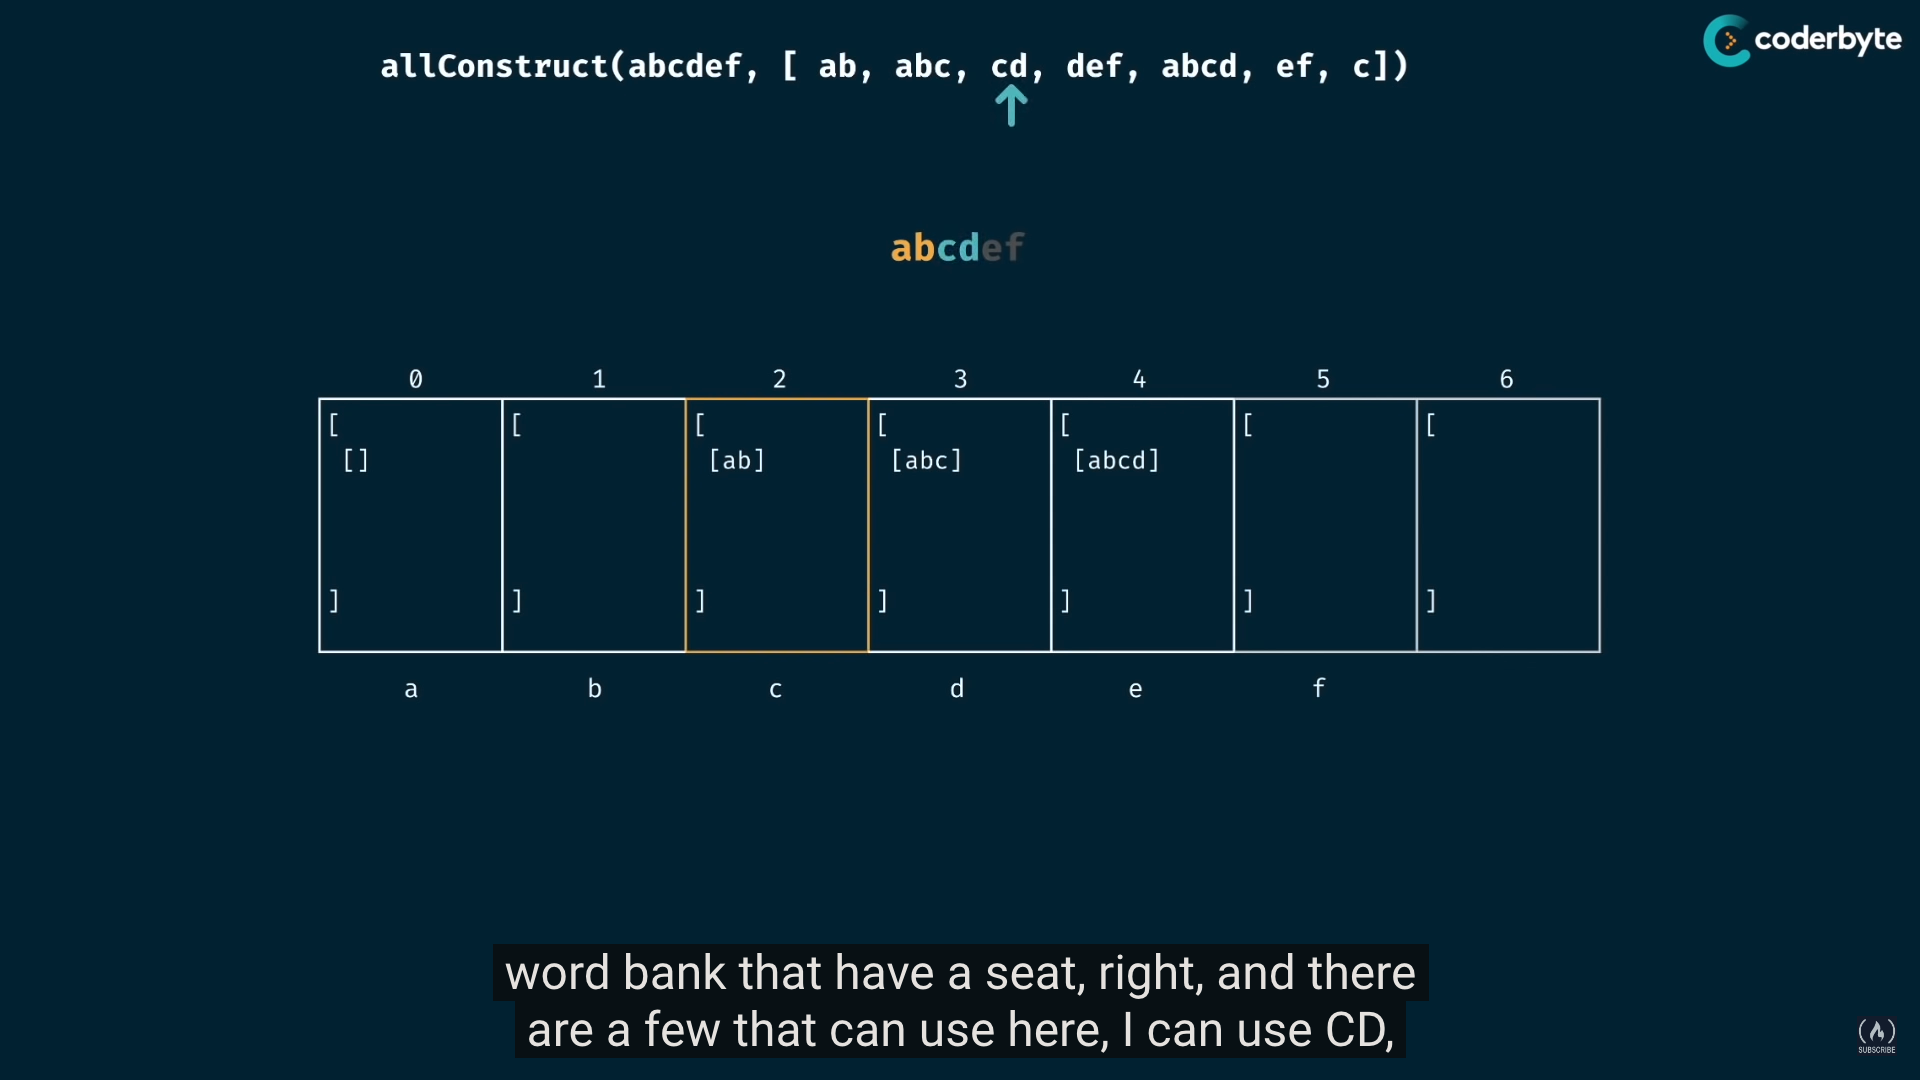 coderbyte
allConstruct(abcdef, [ ab, abc, cd, def, abcd, ef, c])
abcdef
0 1 2 3 4 5 6
[ [ [ [ [ [ [
[] [ab] [abc] [abcd]
] ] ] ] ] ] ]
a b c d e f
word bank that have a seat, right, and there
are a few that can use here, I can use CD,
SUBSCRIBE